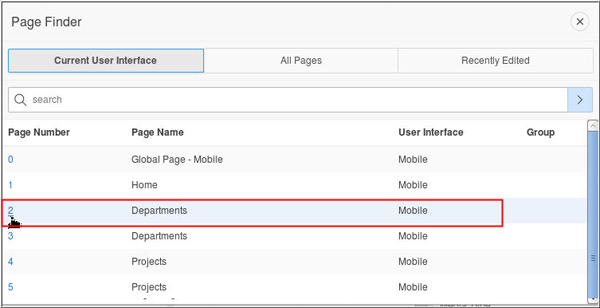 Page Finder
Current User Interface All Pages Recently Edited
search
Page Number Page Name User Interface Group
0 Global Page - Mobile Mobile
1 Home Mobile
2 Departments Mobile
3 Departments Mobile
4 Projects Mobile
5 Projects Mobile